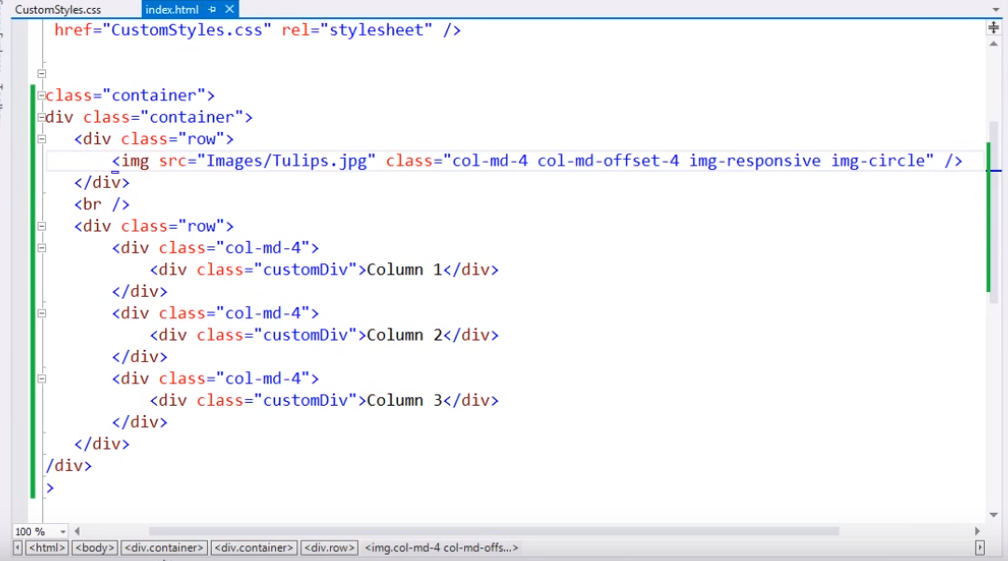 CustomStyles.css index.html
href="CustomStyles.css" rel="stylesheet" />
class="container">
div class="container">
<div class="row">
<img src="Images/Tulips.jpg" class="col-md-4 col-md-offset-4 img-responsive img-circle" />
</div>
<br />
<div class="row">
<div class="col-md-4">
<div class="customDiv">Column 1</div>
</div>
<div class="col-md-4">
<div class="customDiv">Column 2</div>
</div>
<div class="col-md-4">
<div class="customDiv">Column 3</div>
</div>
</div>
/div>
>
100 %
<html> <body> <div.container> <div.container> <div.row> <img.col-md-4 col-md-offs...>